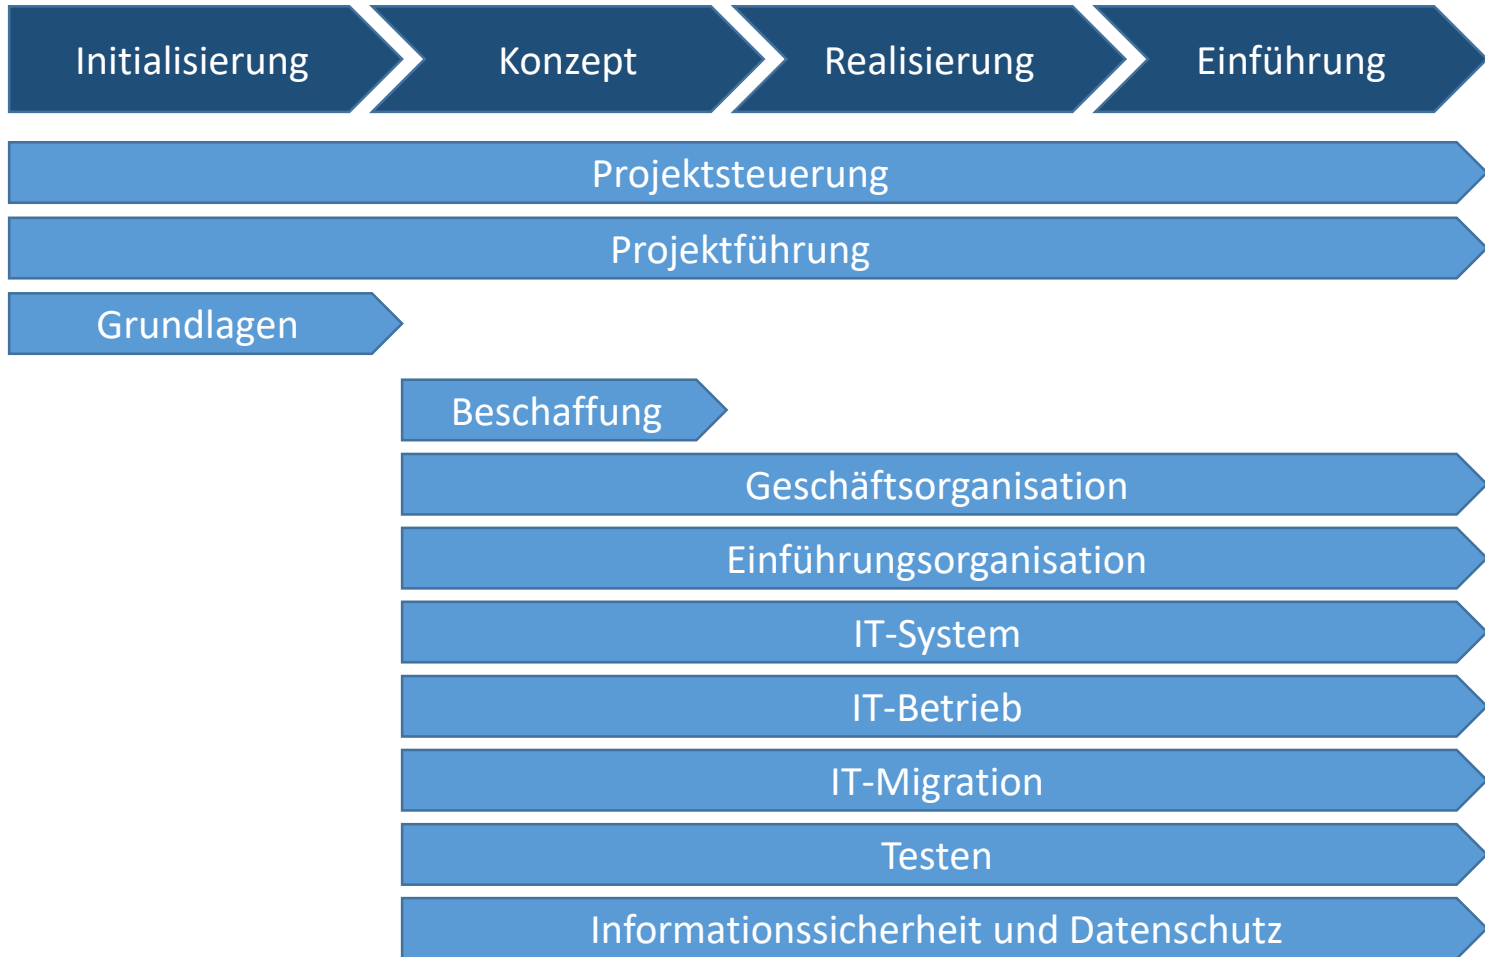 Initialisierung
Konzept
Realisierung
Einführung
Projektsteuerung
Projektführung
Grundlagen
Beschaffung
Geschäftsorganisation
Einführungsorganisation
IT-System
IT-Betrieb
IT-Migration
Testen
Informationssicherheit und Datenschutz